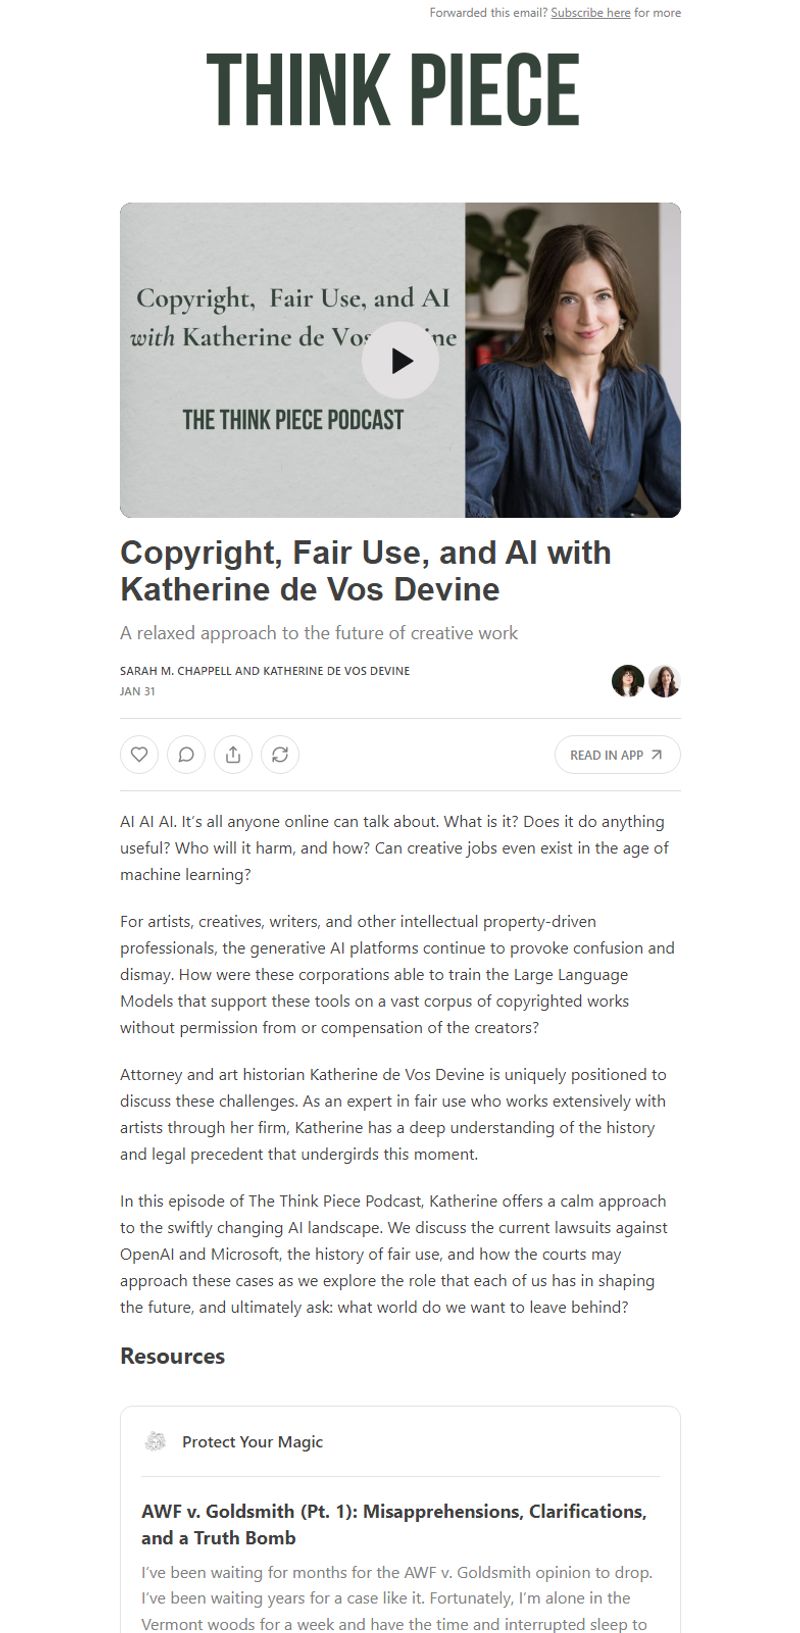 Forwarded this email? Subscribe here for more
THINK PIECE
Copyright, Fair Use, and AI
with Katherine de Vos ine
THE THINK PIECE PODCAST
Copyright, Fair Use, and AI with
Katherine de Vos Devine
A relaxed approach to the future of creative work
SARAH M. CHAPPELL AND KATHERINE DE VOS DEVINE
JAN 31
READ IN APP
AI AI AI. It’s all anyone online can talk about. What is it? Does it do anything
useful? Who will it harm, and how? Can creative jobs even exist in the age of
machine learning?
For artists, creatives, writers, and other intellectual property-driven
professionals, the generative AI platforms continue to provoke confusion and
dismay. How were these corporations able to train the Large Language
Models that support these tools on a vast corpus of copyrighted works
without permission from or compensation of the creators?
Attorney and art historian Katherine de Vos Devine is uniquely positioned to
discuss these challenges. As an expert in fair use who works extensively with
artists through her firm, Katherine has a deep understanding of the history
and legal precedent that undergirds this moment.
In this episode of The Think Piece Podcast, Katherine offers a calm approach
to the swiftly changing AI landscape. We discuss the current lawsuits against
OpenAI and Microsoft, the history of fair use, and how the courts may
approach these cases as we explore the role that each of us has in shaping
the future, and ultimately ask: what world do we want to leave behind?
Resources
Protect Your Magic
AWF v. Goldsmith (Pt. 1): Misapprehensions, Clarifications,
and a Truth Bomb
I’ve been waiting for months for the AWF v. Goldsmith opinion to drop.
I’ve been waiting years for a case like it. Fortunately, I’m alone in the
Vermont woods for a week and have the time and interrupted sleep to